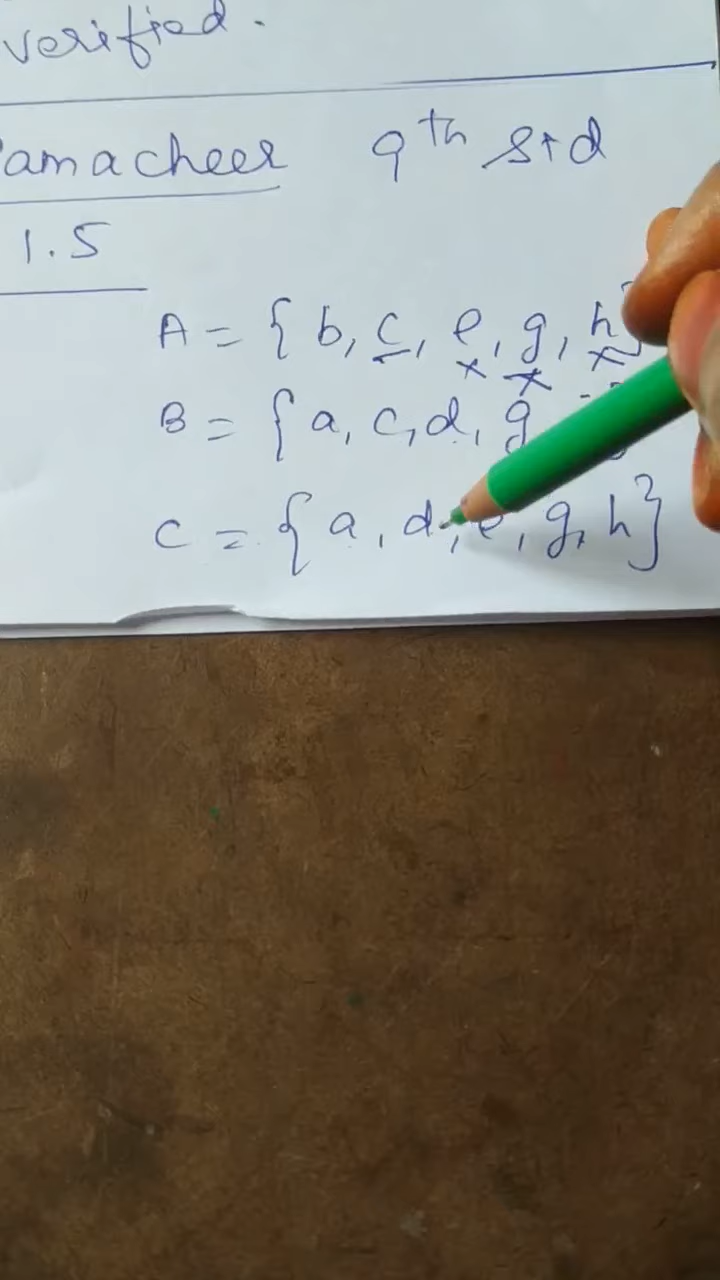 verified.
amacheer 9th std
1.5
A = { b, c, e, g, h}
B = { a, c, d, g
C = { a, d, e, g, h}